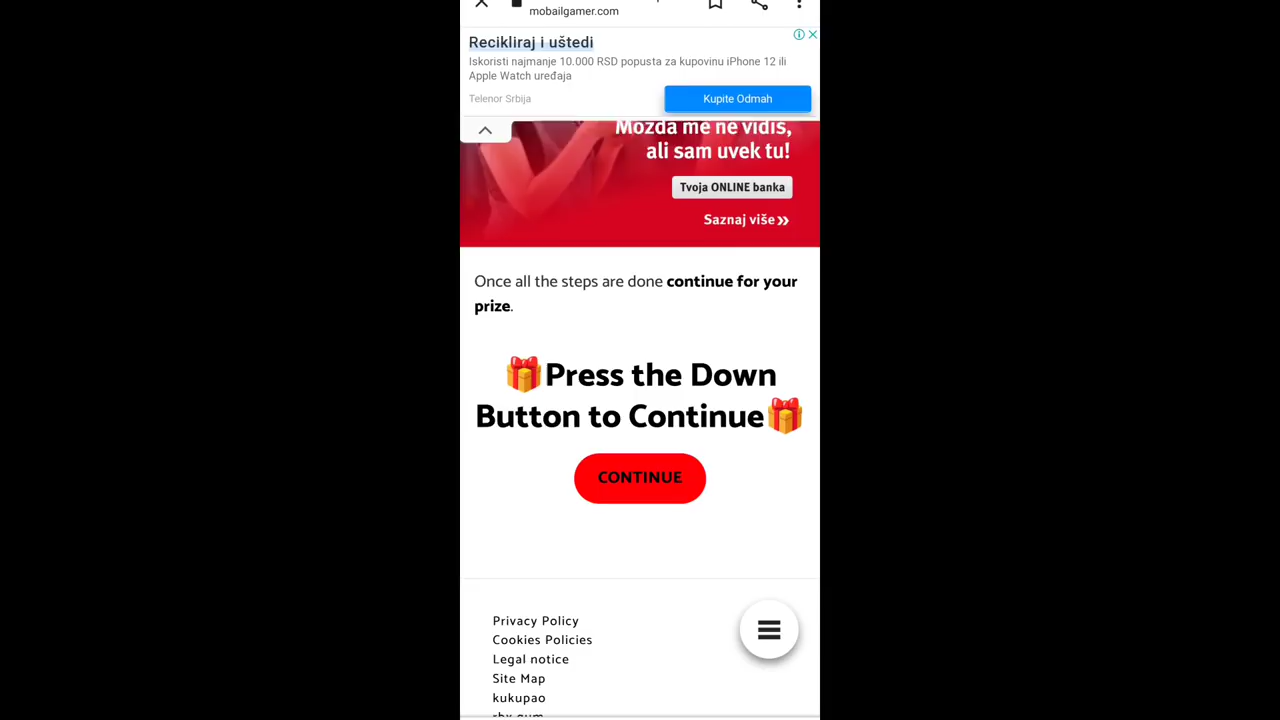 mobailgamer.com
Recikliraj i uštedi
Iskoristi najmanje 10.000 RSD popusta za kupovinu iPhone 12 ili
Apple Watch uređaja
Telenor Srbija
Kupite Odmah
Možda me ne vidiš,
ali sam uvek tu!
Tvoja ONLINE banka
Saznaj više
Once all the steps are done continue for your
prize.
Press the Down
Button to Continue
CONTINUE
Privacy Policy
Cookies Policies
Legal notice
Site Map
kukupao